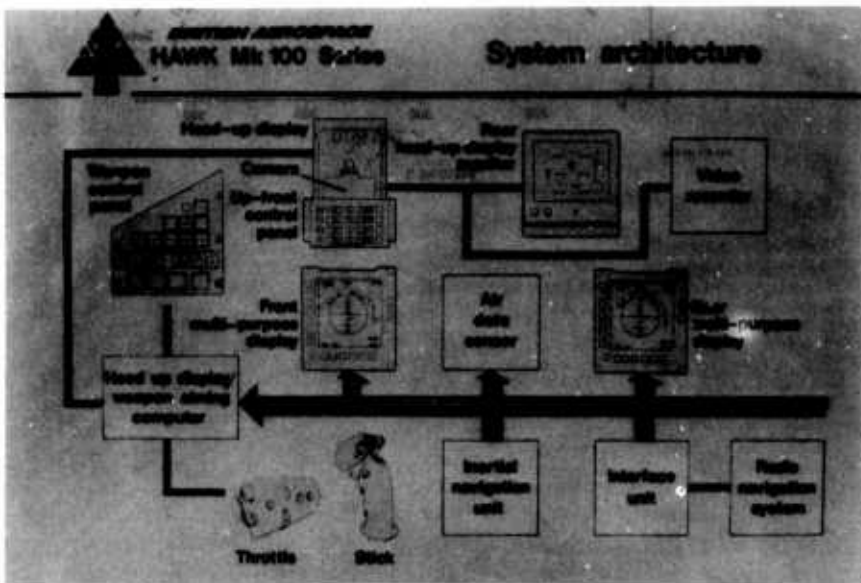 BRITISH AEROSPACE
HAWK Mk 100 Series
System architecture
Head-up display
Camera
Up-front
control
panel
Rear
head-up display
monitor
Video
recorder
Weapon
control
panel
Front
multi-purpose
display
Air
data
sensor
Rear
multi-purpose
display
Head up display/
weapon aiming
computer
Inertial
navigation
unit
Interface
unit
Radio
navigation
system
Throttle
Stick